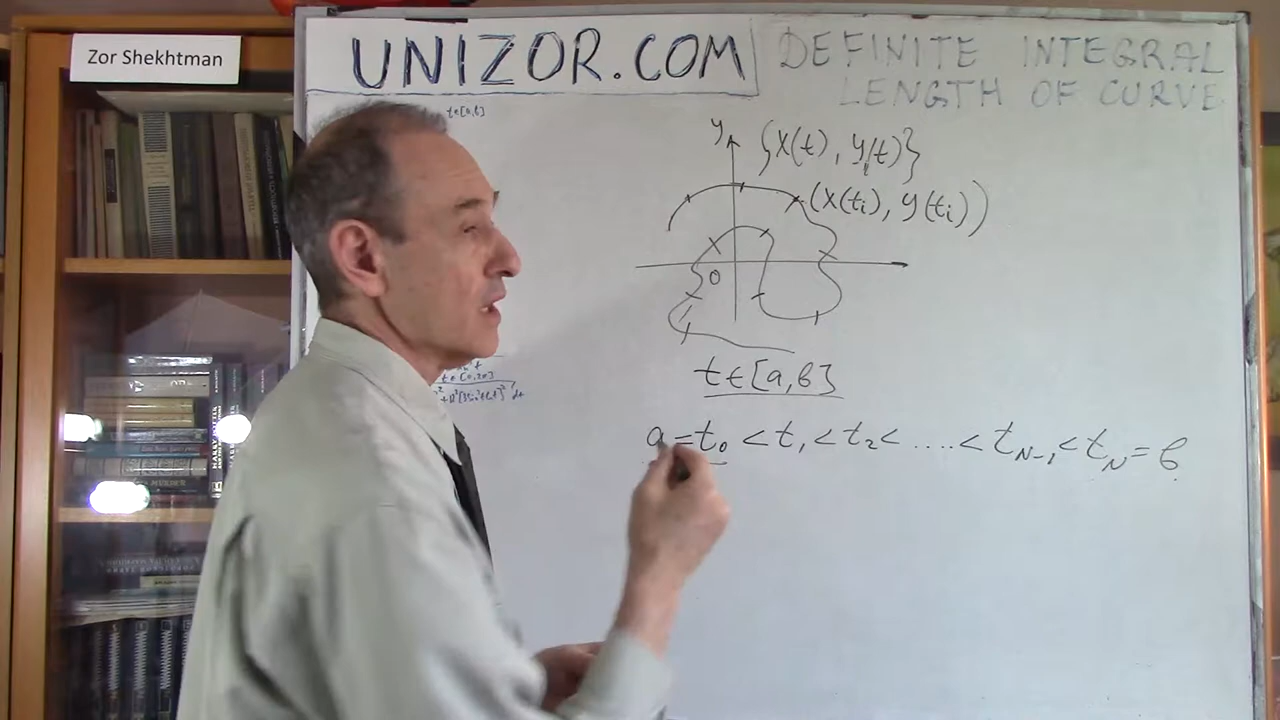 Zor Shekhtman
UNIZOR.COM
DEFINITE INTEGRAL
LENGTH OF CURVE
t∈[a,b]
y
{x(t), y(t)}
(x(ti), y(ti))
0
t∈[a,b]
a=t₀ <t₁ <t₂< ....< tN-1 <tN = b